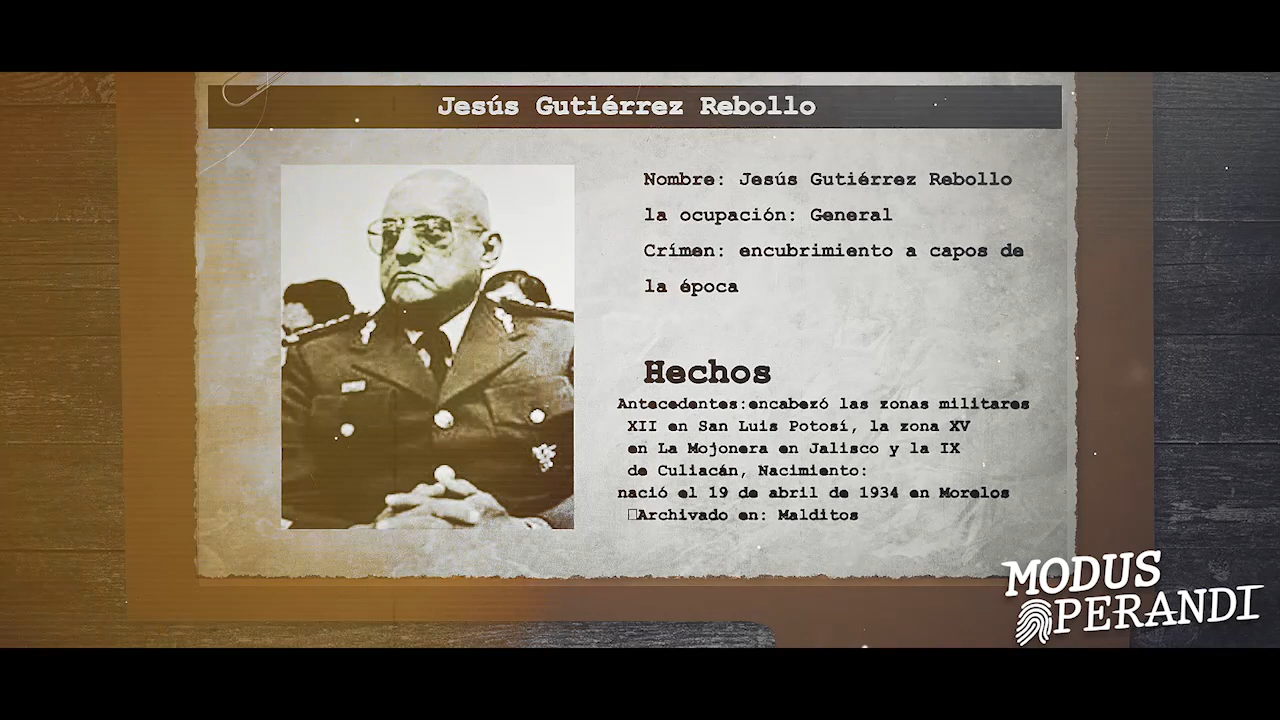 Jesús Gutiérrez Rebollo
Nombre: Jesús Gutiérrez Rebollo
la ocupación: General
Crímen: encubrimiento a capos de
la época
Hechos
Antecedentes:encabezó las zonas militares
XII en San Luis Potosí, la zona XV
en La Mojonera en Jalisco y la IX
de Culiacán, Nacimiento:
nació el 19 de abril de 1934 en Morelos
□Archivado en: Malditos
MODUS
OPERANDI